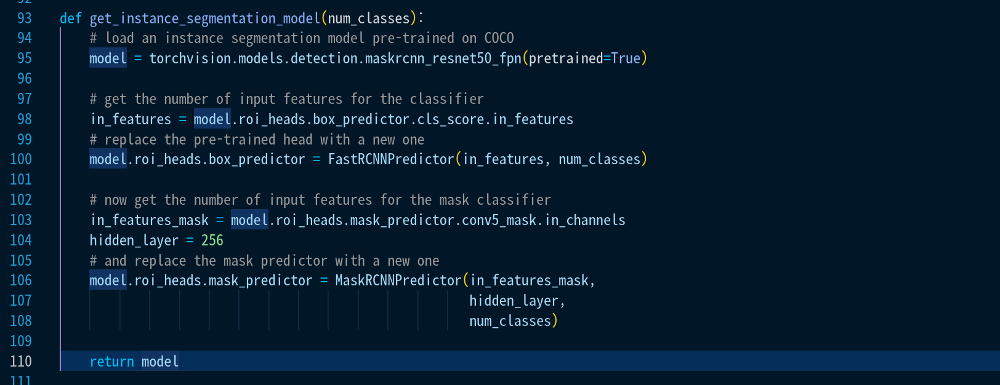 92
93 def get_instance_segmentation_model(num_classes):
94     # load an instance segmentation model pre-trained on COCO
95     model = torchvision.models.detection.maskrcnn_resnet50_fpn(pretrained=True)
96
97     # get the number of input features for the classifier
98     in_features = model.roi_heads.box_predictor.cls_score.in_features
99     # replace the pre-trained head with a new one
100     model.roi_heads.box_predictor = FastRCNNPredictor(in_features, num_classes)
101
102     # now get the number of input features for the mask classifier
103     in_features_mask = model.roi_heads.mask_predictor.conv5_mask.in_channels
104     hidden_layer = 256
105     # and replace the mask predictor with a new one
106     model.roi_heads.mask_predictor = MaskRCNNPredictor(in_features_mask,
107                                                        hidden_layer,
108                                                        num_classes)
109
110     return model
111